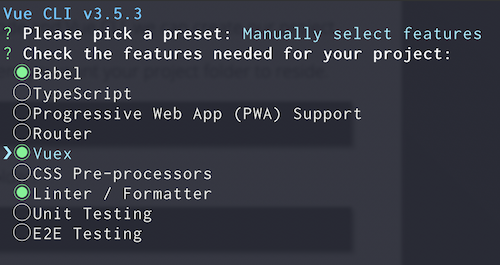 Vue CLI v3.5.3
? Please pick a preset: Manually select features
? Check the features needed for your project:
◉Babel
◯TypeScript
◯Progressive Web App (PWA) Support
◯Router
❯◉Vuex
◯CSS Pre-processors
◉Linter / Formatter
◯Unit Testing
◯E2E Testing